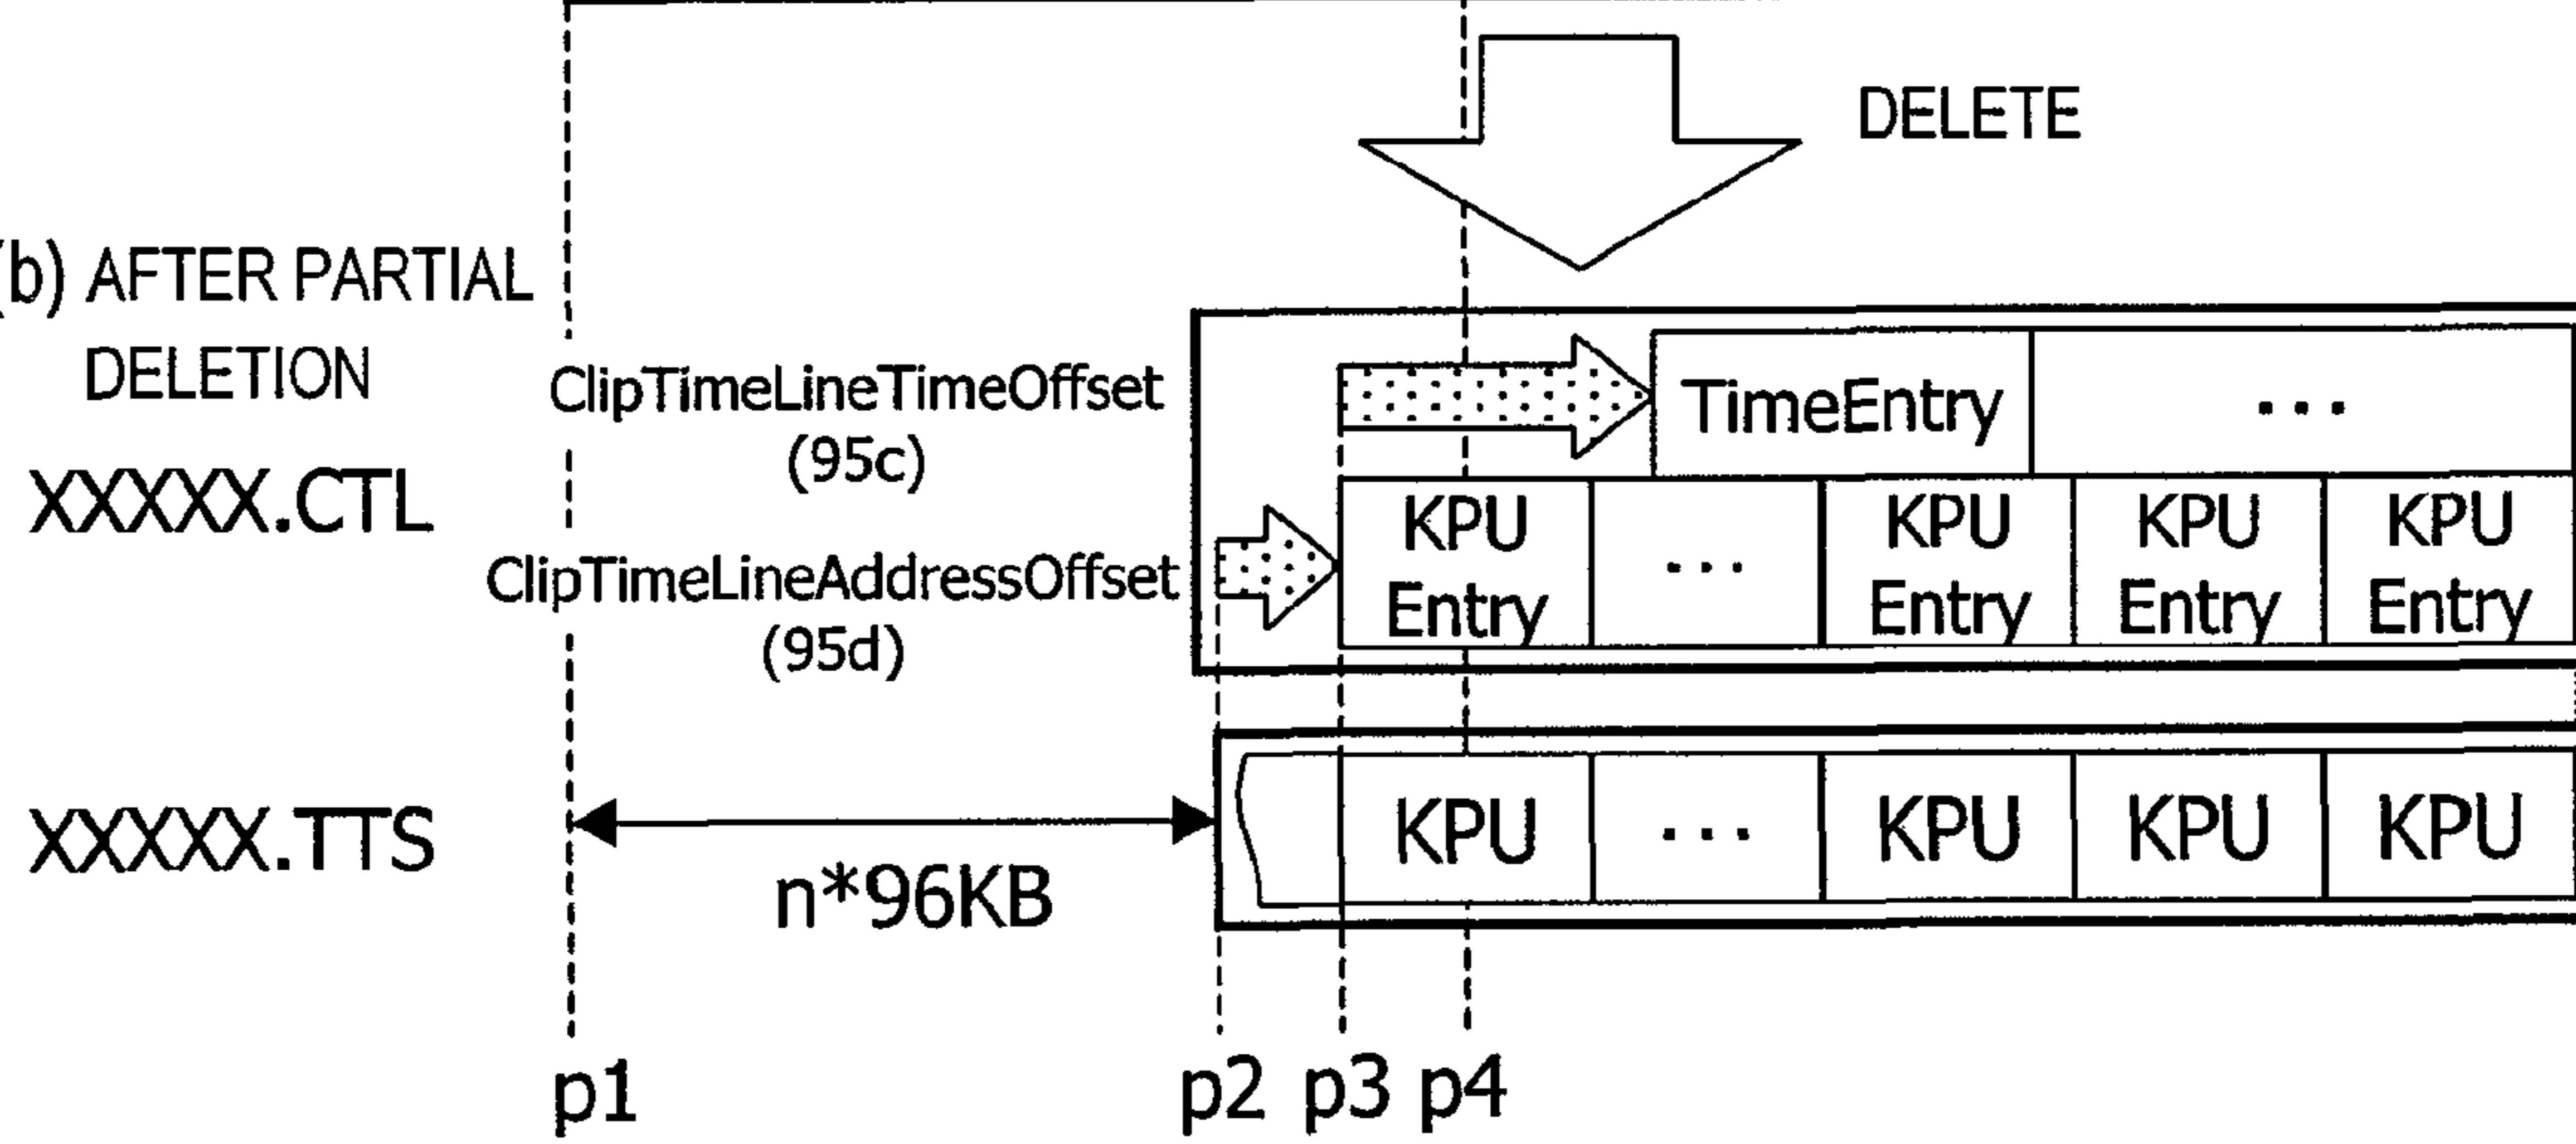 DELETE
(b) AFTER PARTIAL
DELETION
ClipTimeLineTimeOffset
(95c)
TimeEntry ...
XXXXX.CTL
ClipTimeLineAddressOffset
(95d)
KPU ... KPU KPU KPU
Entry Entry Entry Entry
XXXXX.TTS
KPU ... KPU KPU KPU
n*96KB
p1 p2 p3 p4